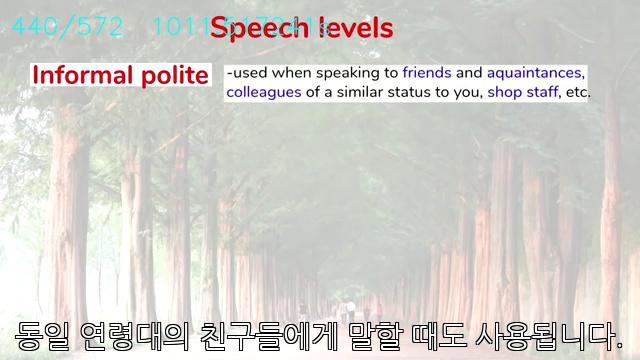 440/572
Speech levels
Informal polite
-used when speaking to friends and aquaintances,
colleagues of a similar status to you, shop staff, etc.
동일 연령대의 친구들에게 말할 때도 사용됩니다.